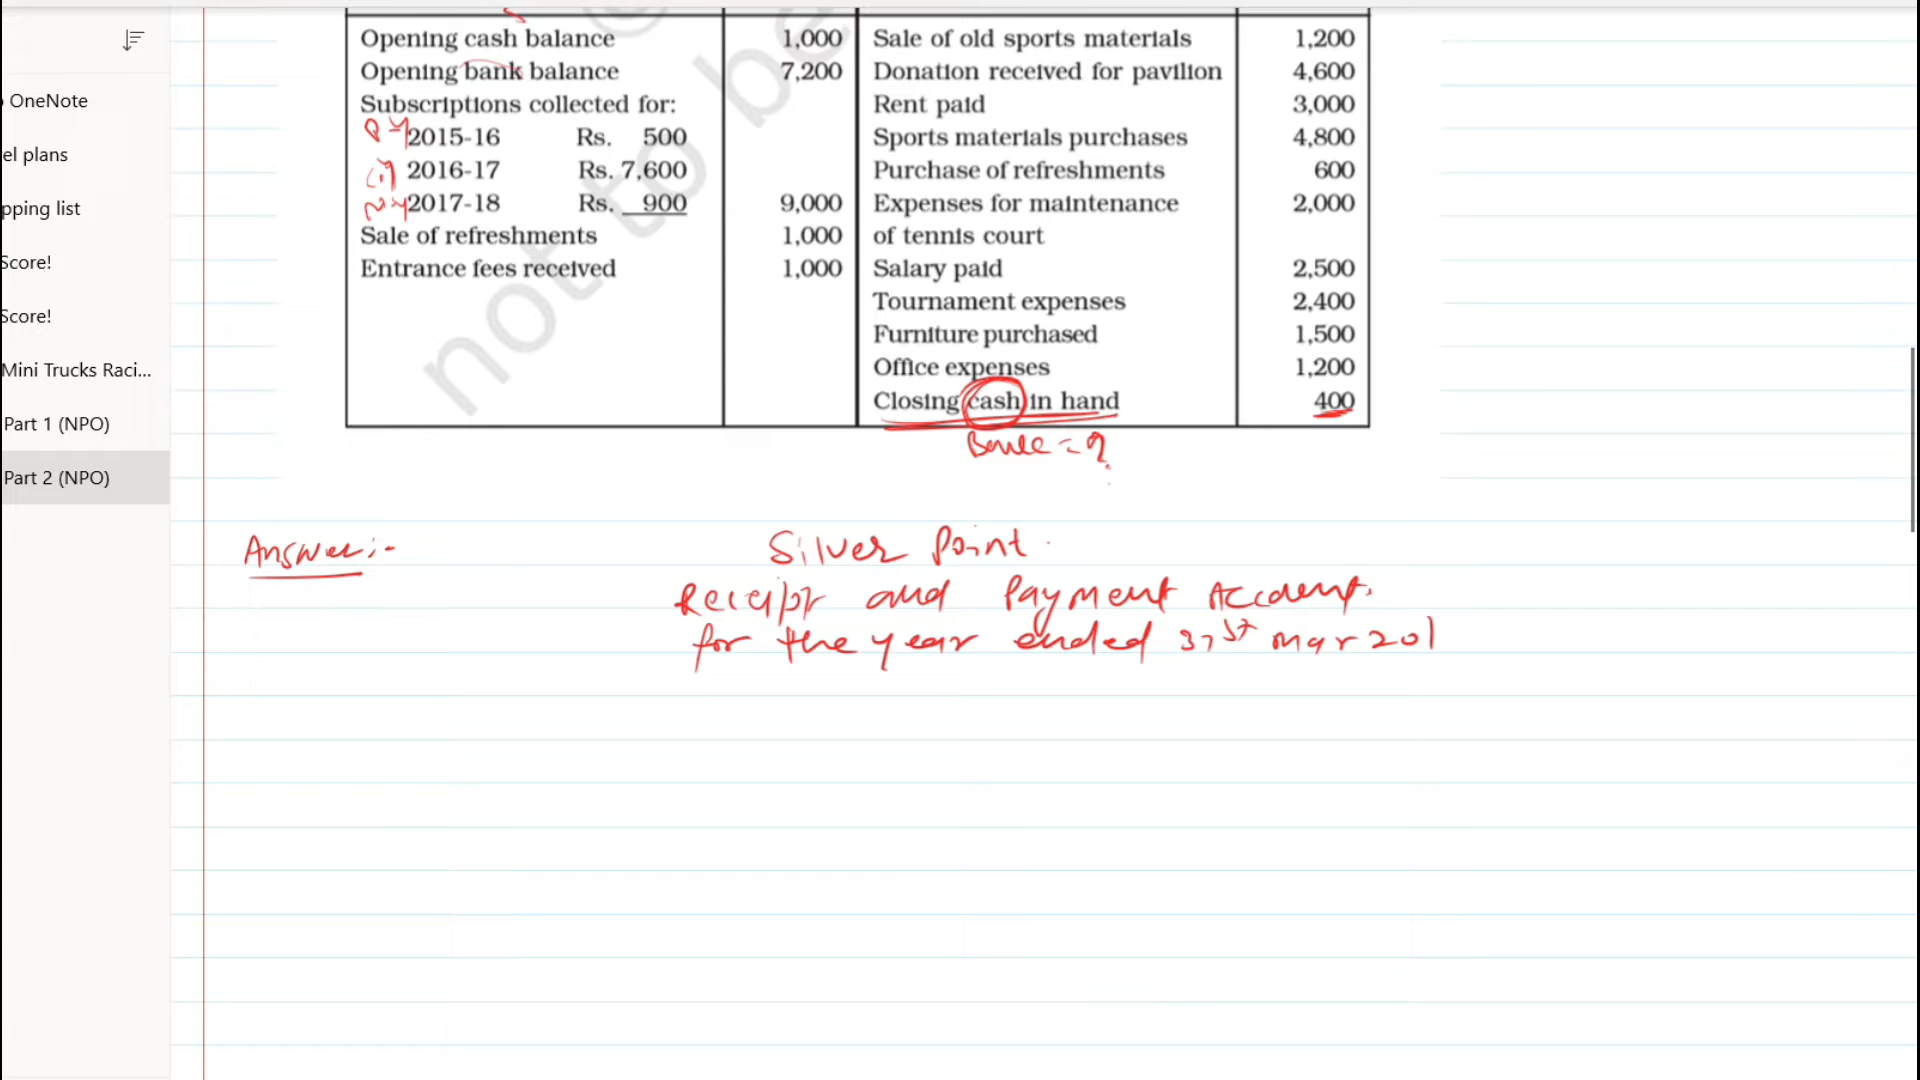 OneNote
el plans
pping list
Score!
Score!
Mini Trucks Raci...
Part 1 (NPO)
Part 2 (NPO)
Opening cash balance 1,000 Sale of old sports materials 1,200
Opening bank balance 7,200 Donation received for pavilion 4,600
Subscriptions collected for: Rent paid 3,000
PY 2015-16 Rs. 500 Sports materials purchases 4,800
2016-17 Rs. 7,600 Purchase of refreshments 600
NY 2017-18 Rs. 900 9,000 Expenses for maintenance 2,000
Sale of refreshments 1,000 of tennis court
Entrance fees received 1,000 Salary paid 2,500
Tournament expenses 2,400
Furniture purchased 1,500
Office expenses 1,200
Closing cash in hand 400
Bank = ?
not to be
Answer:-
Silver Point
Receipt and Payment Account
for the year ended 31st mar 201